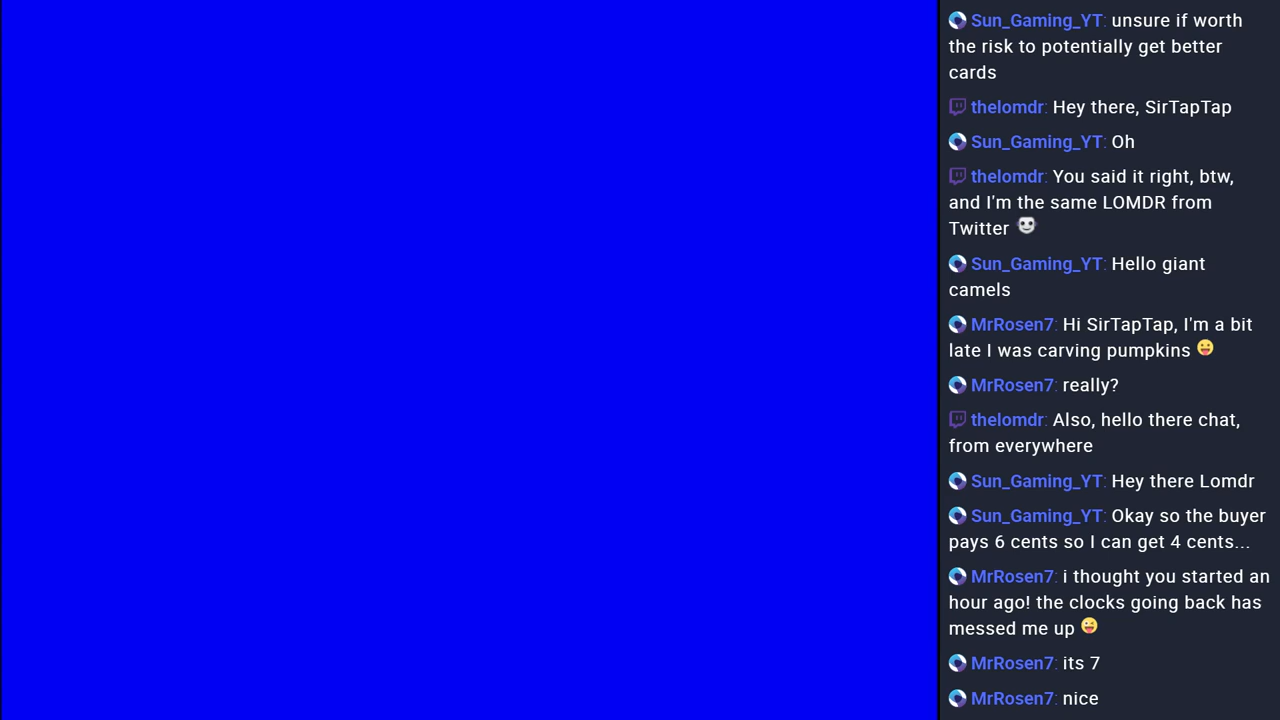 Sun_Gaming_YT: unsure if worth
the risk to potentially get better
cards
thelomdr: Hey there, SirTapTap
Sun_Gaming_YT: Oh
thelomdr: You said it right, btw,
and I'm the same LOMDR from
Twitter
Sun_Gaming_YT: Hello giant
camels
MrRosen7: Hi SirTapTap, I'm a bit
late I was carving pumpkins
MrRosen7: really?
thelomdr: Also, hello there chat,
from everywhere
Sun_Gaming_YT: Hey there Lomdr
Sun_Gaming_YT: Okay so the buyer
pays 6 cents so I can get 4 cents...
MrRosen7: i thought you started an
hour ago! the clocks going back has
messed me up
MrRosen7: its 7
MrRosen7: nice